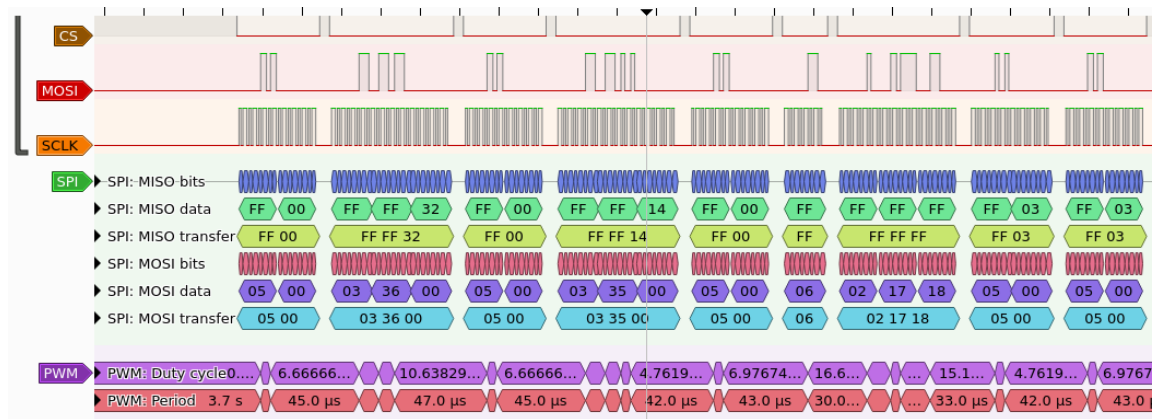 CS
MOSI
SCLK
SPI SPI: MISO bits
SPI: MISO data FF 00 FF FF 32 FF 00 FF FF 14 FF 00 FF FF FF FF FF 03 FF 03
SPI: MISO transfer FF 00 FF FF 32 FF 00 FF FF 14 FF 00 FF FF FF FF FF 03 FF 03
SPI: MOSI bits
SPI: MOSI data 05 00 03 36 00 05 00 03 35 00 05 00 06 02 17 18 05 00 05 00
SPI: MOSI transfer 05 00 03 36 00 05 00 03 35 00 05 00 06 02 17 18 05 00 05 00
PWM PWM: Duty cycle 0.... 6.66666... 10.63829... 6.66666... 4.7619... 6.97674... 16.6... ... 15.1... 4.7619... 6.9767
PWM: Period 3.7 s 45.0 μs 47.0 μs 45.0 μs 42.0 μs 43.0 μs 30.0... ... 33.0 μs 42.0 μs 43.0 μ